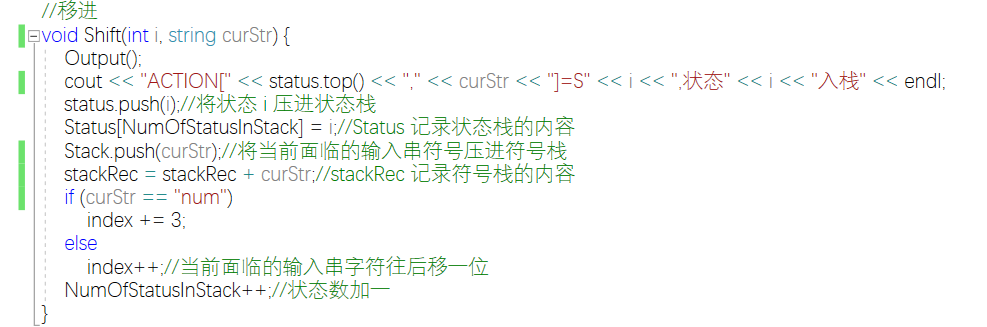 //移进
void Shift(int i, string curStr) {
Output();
cout << "ACTION[" << status.top() << "," << curStr << "]=S" << i << ",状态" << i << "入栈" << endl;
status.push(i);//将状态 i 压进状态栈
Status[NumOfStatusInStack] = i;//Status 记录状态栈的内容
Stack.push(curStr);//将当前面临的输入串符号压进符号栈
stackRec = stackRec + curStr;//stackRec 记录符号栈的内容
if (curStr == "num")
index += 3;
else
index++;//当前面临的输入串字符往后移一位
NumOfStatusInStack++;//状态数加一
}